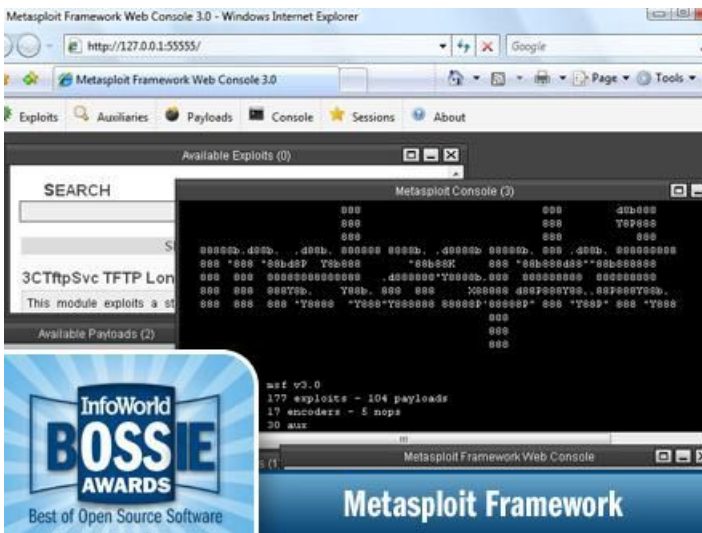 Metasploit Framework Web Console 3.0 - Windows Internet Explorer
http://127.0.0.1:55555/
Google
Metasploit Framework Web Console 3.0
Page
Tools
Exploits
Auxiliaries
Payloads
Console
Sessions
About
Available Exploits (0)
SEARCH
3CTftpSvc TFTP Lon
This module exploits a st
Available Payloads (2)
Metasploit Console (3)
msf v3.0
177 exploits - 104 payloads
17 encoders - 5 nops
30 aux
Metasploit Framework Web Console
InfoWorld
BOSSIE
AWARDS
Best of Open Source Software
Metasploit Framework